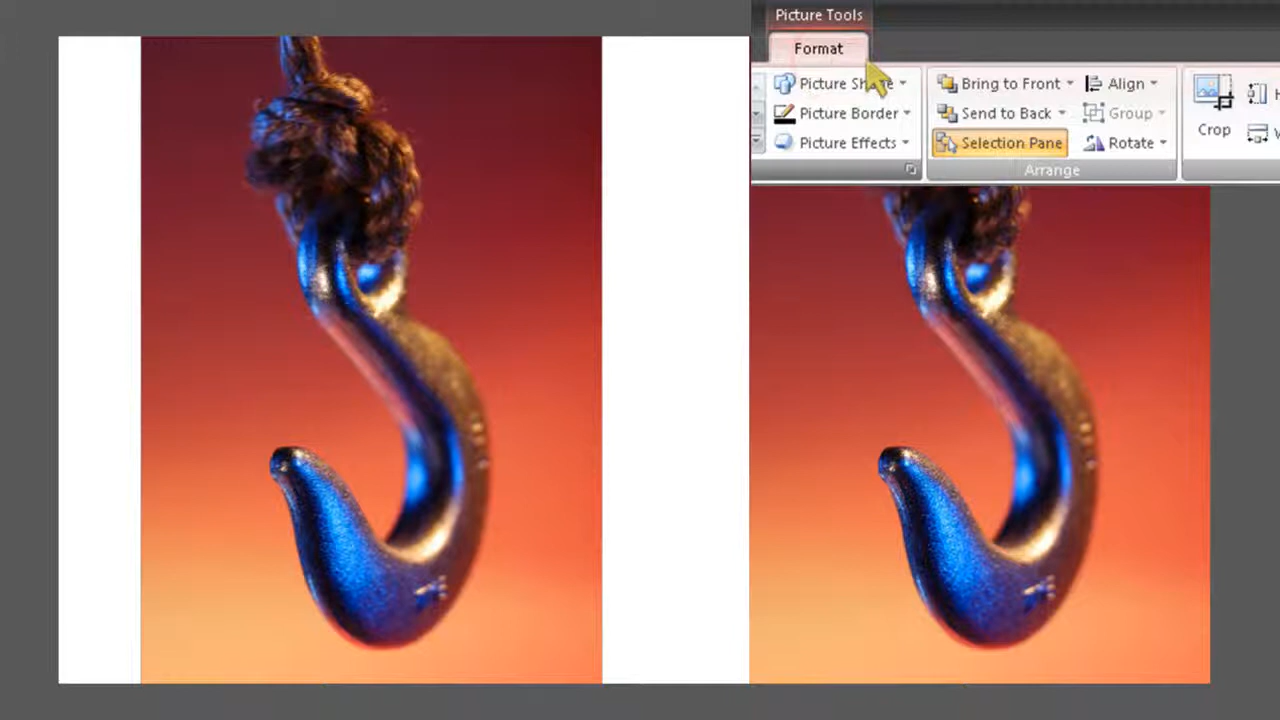 Picture Tools
Format
Picture Shape
Bring to Front
Align
Picture Border
Send to Back
Group
Crop
Picture Effects
Selection Pane
Rotate
Arrange